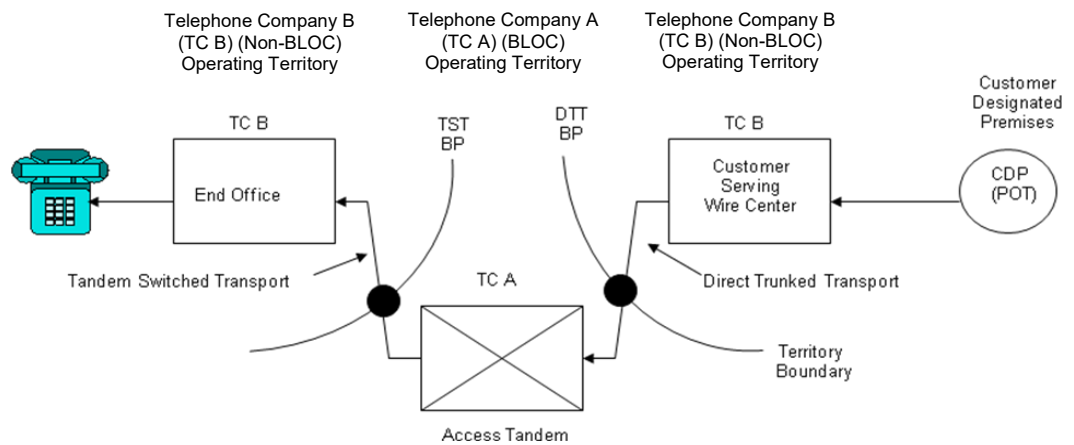 Telephone Company B
(TC B) (Non-BLOC)
Operating Territory
Telephone Company A
(TC A) (BLOC)
Operating Territory
Telephone Company B
(TC B) (Non-BLOC)
Operating Territory
Customer
Designated
Premises
TC B
TST
BP
DTT
BP
TC B
End Office
Customer
Serving
Wire Center
CDP
(POT)
Tandem Switched Transport
TC A
Direct Trunked Transport
Territory
Boundary
Access Tandem